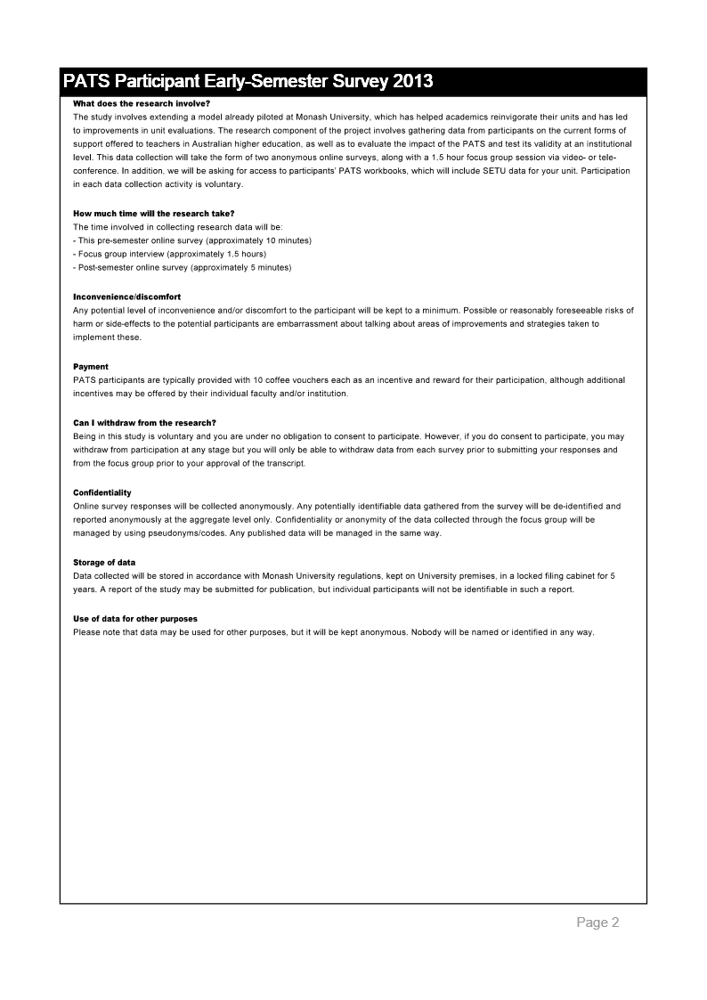 PATS Participant Early-Semester Survey 2013
What does the research involve?
The study involves extending a model already piloted at Monash University, which has helped academics reinvigorate their units and has led
to improvements in unit evaluations. The research component of the project involves gathering data from participants on the current forms of
support offered to teachers in Australian higher education, as well as to evaluate the impact of the PATS and test its validity at an institutional
level. This data collection will take the form of two anonymous online surveys, along with a 1.5 hour focus group session via video- or tele-
conference. In addition, we will be asking for access to participants' PATS workbooks, which will include SETU data for your unit. Participation
in each data collection activity is voluntary.
How much time will the research take?
The time involved in collecting research data will be:
- This pre-semester online survey (approximately 10 minutes)
- Focus group interview (approximately 1.5 hours)
- Post-semester online survey (approximately 5 minutes)
Inconvenience/discomfort
Any potential level of inconvenience and/or discomfort to the participant will be kept to a minimum. Possible or reasonably foreseeable risks of
harm or side-effects to the potential participants are embarrassment about talking about areas of improvements and strategies taken to
implement these.
Payment
PATS participants are typically provided with 10 coffee vouchers each as an incentive and reward for their participation, although additional
incentives may be offered by their individual faculty and/or institution.
Can I withdraw from the research?
Being in this study is voluntary and you are under no obligation to consent to participate. However, if you do consent to participate, you may
withdraw from participation at any stage but you will only be able to withdraw data from each survey prior to submitting your responses and
from the focus group prior to your approval of the transcript.
Confidentiality
Online survey responses will be collected anonymously. Any potentially identifiable data gathered from the survey will be de-identified and
reported anonymously at the aggregate level only. Confidentiality or anonymity of the data collected through the focus group will be
managed by using pseudonyms/codes. Any published data will be managed in the same way.
Storage of data
Data collected will be stored in accordance with Monash University regulations, kept on University premises, in a locked filing cabinet for 5
years. A report of the study may be submitted for publication, but individual participants will not be identifiable in such a report.
Use of data for other purposes
Please note that data may be used for other purposes, but it will be kept anonymous. Nobody will be named or identified in any way.
Page 2